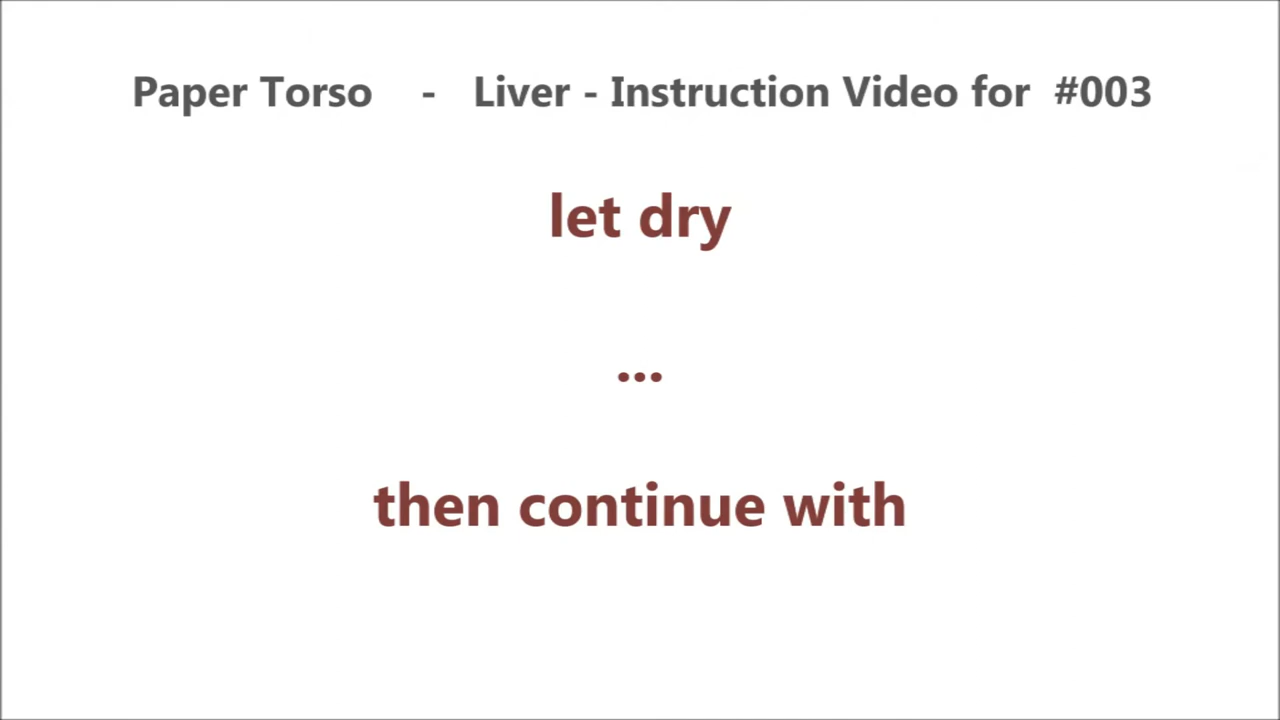 Paper Torso - Liver - Instruction Video for #003
let dry
...
then continue with